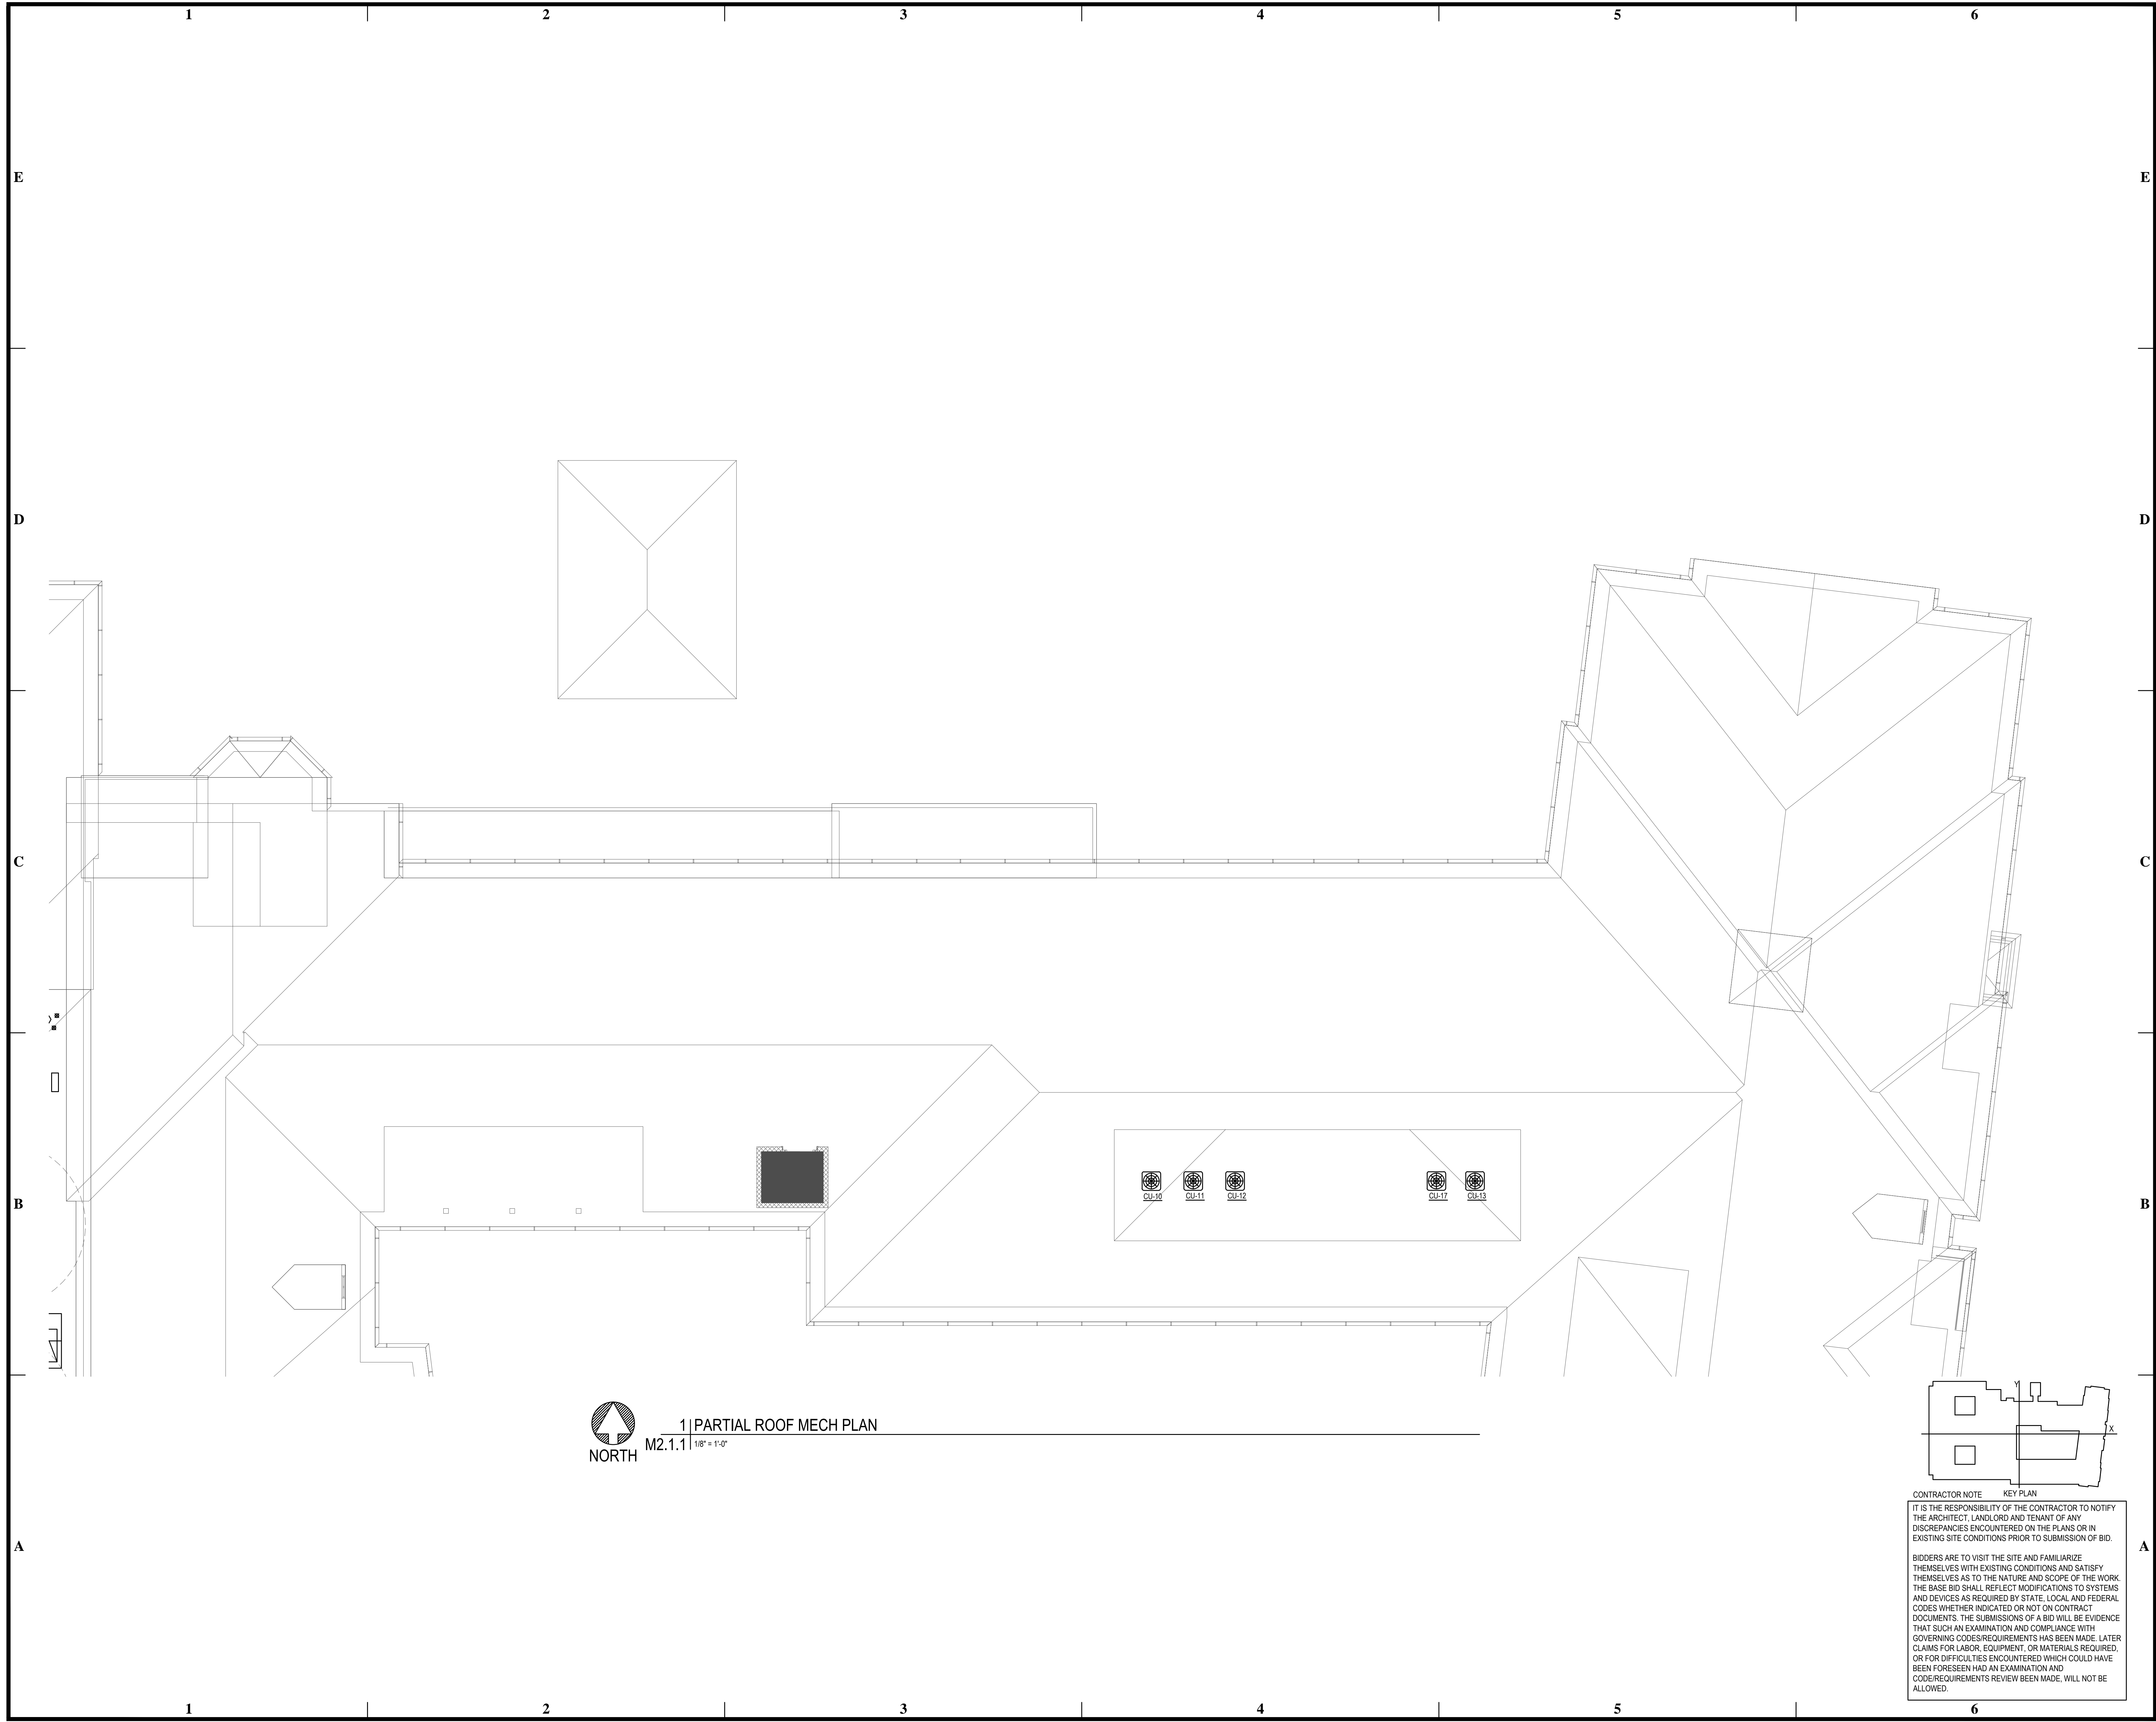 1 2 3 4 5 6
E E
D D
C C
B B
CU-10 CU-11 CU-12 CU-17 CU-13
1 PARTIAL ROOF MECH PLAN
M2.1.1 1/8" = 1'-0"
NORTH
Y
X
CONTRACTOR NOTE KEY PLAN
IT IS THE RESPONSIBILITY OF THE CONTRACTOR TO NOTIFY
THE ARCHITECT, LANDLORD AND TENANT OF ANY
DISCREPANCIES ENCOUNTERED ON THE PLANS OR IN
EXISTING SITE CONDITIONS PRIOR TO SUBMISSION OF BID.
BIDDERS ARE TO VISIT THE SITE AND FAMILIARIZE
THEMSELVES WITH EXISTING CONDITIONS AND SATISFY
THEMSELVES AS TO THE NATURE AND SCOPE OF THE WORK.
THE BASE BID SHALL REFLECT MODIFICATIONS TO SYSTEMS
AND DEVICES AS REQUIRED BY STATE, LOCAL AND FEDERAL
CODES WHETHER INDICATED OR NOT ON CONTRACT
DOCUMENTS. THE SUBMISSIONS OF A BID WILL BE EVIDENCE
THAT SUCH AN EXAMINATION AND COMPLIANCE WITH
GOVERNING CODES/REQUIREMENTS HAS BEEN MADE. LATER
CLAIMS FOR LABOR, EQUIPMENT, OR MATERIALS REQUIRED,
OR FOR DIFFICULTIES ENCOUNTERED WHICH COULD HAVE
BEEN FORESEEN HAD AN EXAMINATION AND
CODE/REQUIREMENTS REVIEW BEEN MADE, WILL NOT BE
ALLOWED.
A A
1 2 3 4 5 6